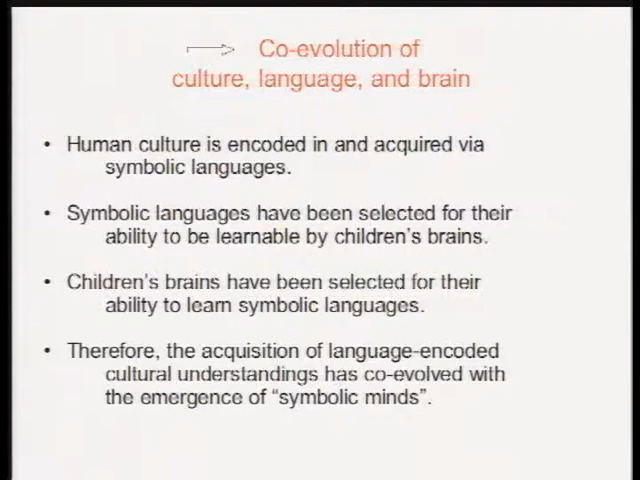 Co-evolution of
culture, language, and brain
• Human culture is encoded in and acquired via
symbolic languages.
• Symbolic languages have been selected for their
ability to be learnable by children's brains.
• Children's brains have been selected for their
ability to learn symbolic languages.
• Therefore, the acquisition of language-encoded
cultural understandings has co-evolved with
the emergence of “symbolic minds”.